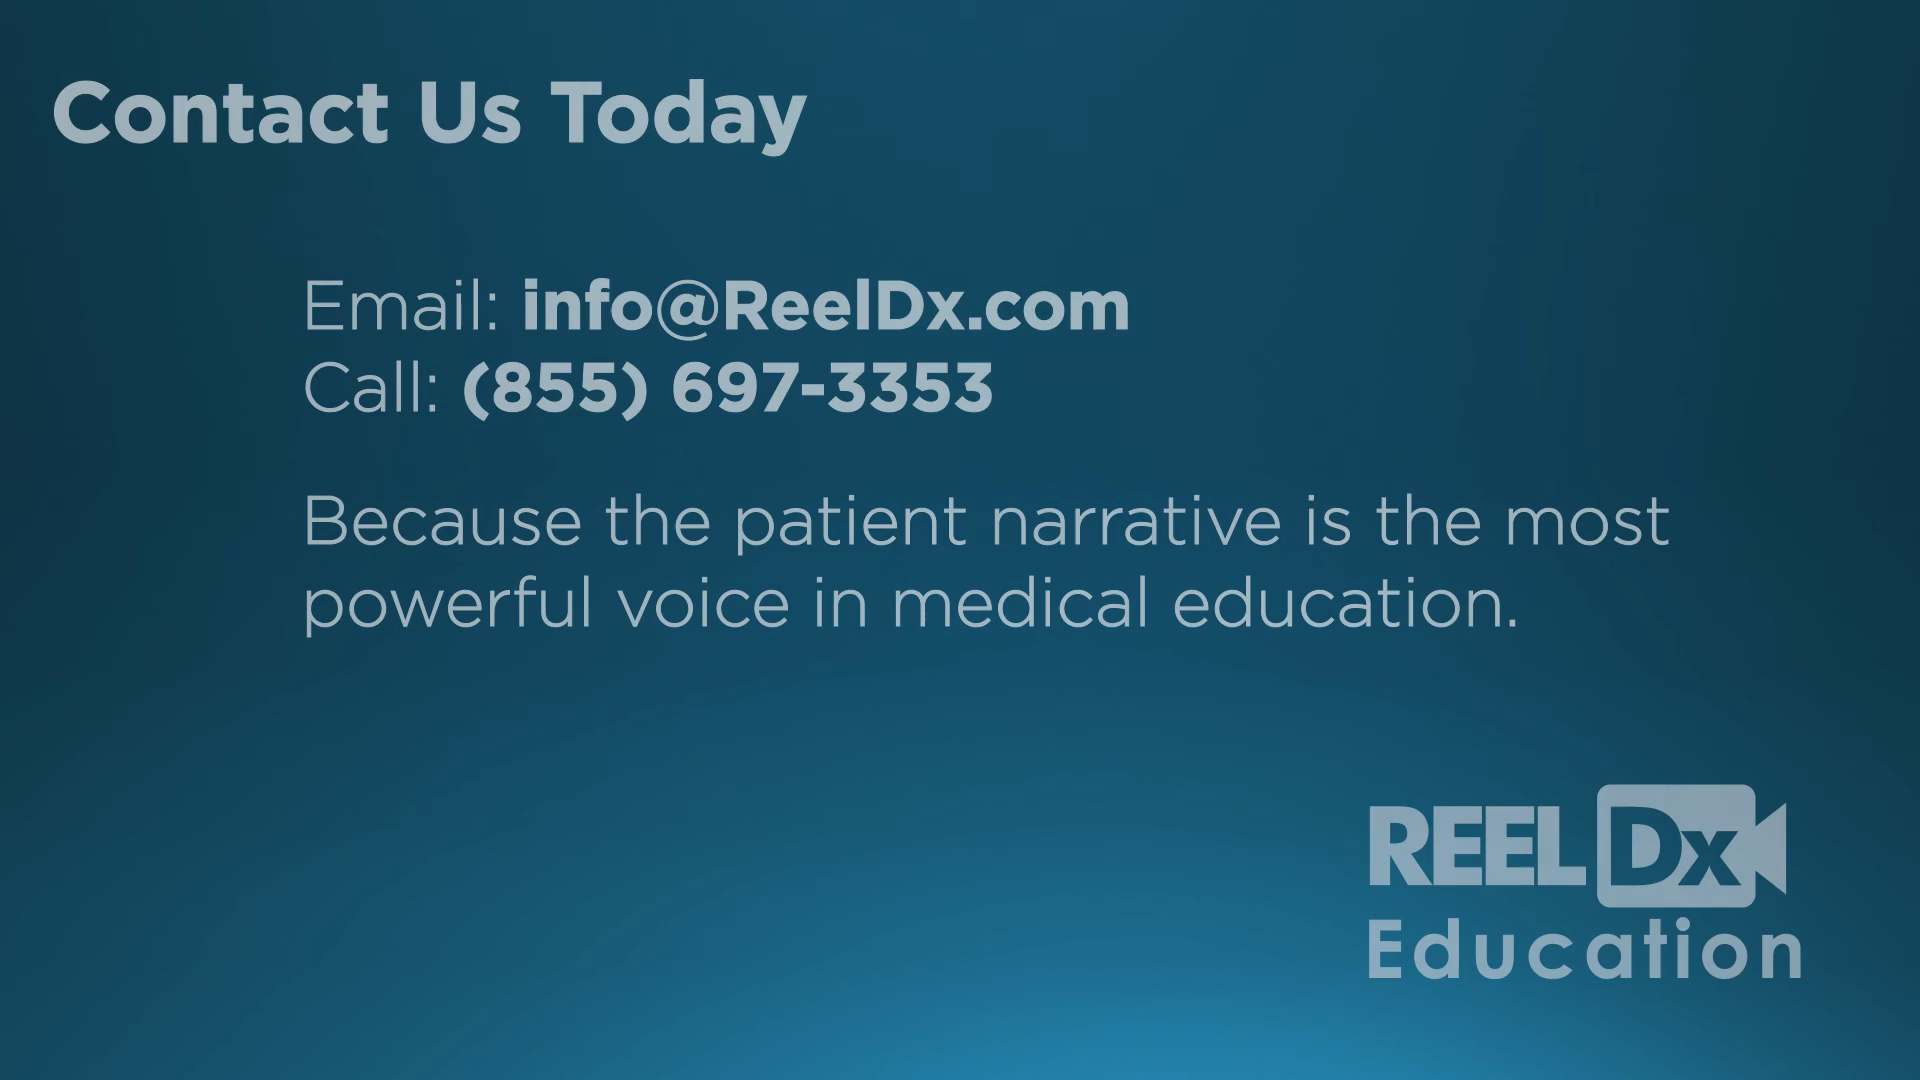 Contact Us Today
Email: info@ReelDx.com
Call: (855) 697-3353
Because the patient narrative is the most
powerful voice in medical education.
REEL Dx
Education